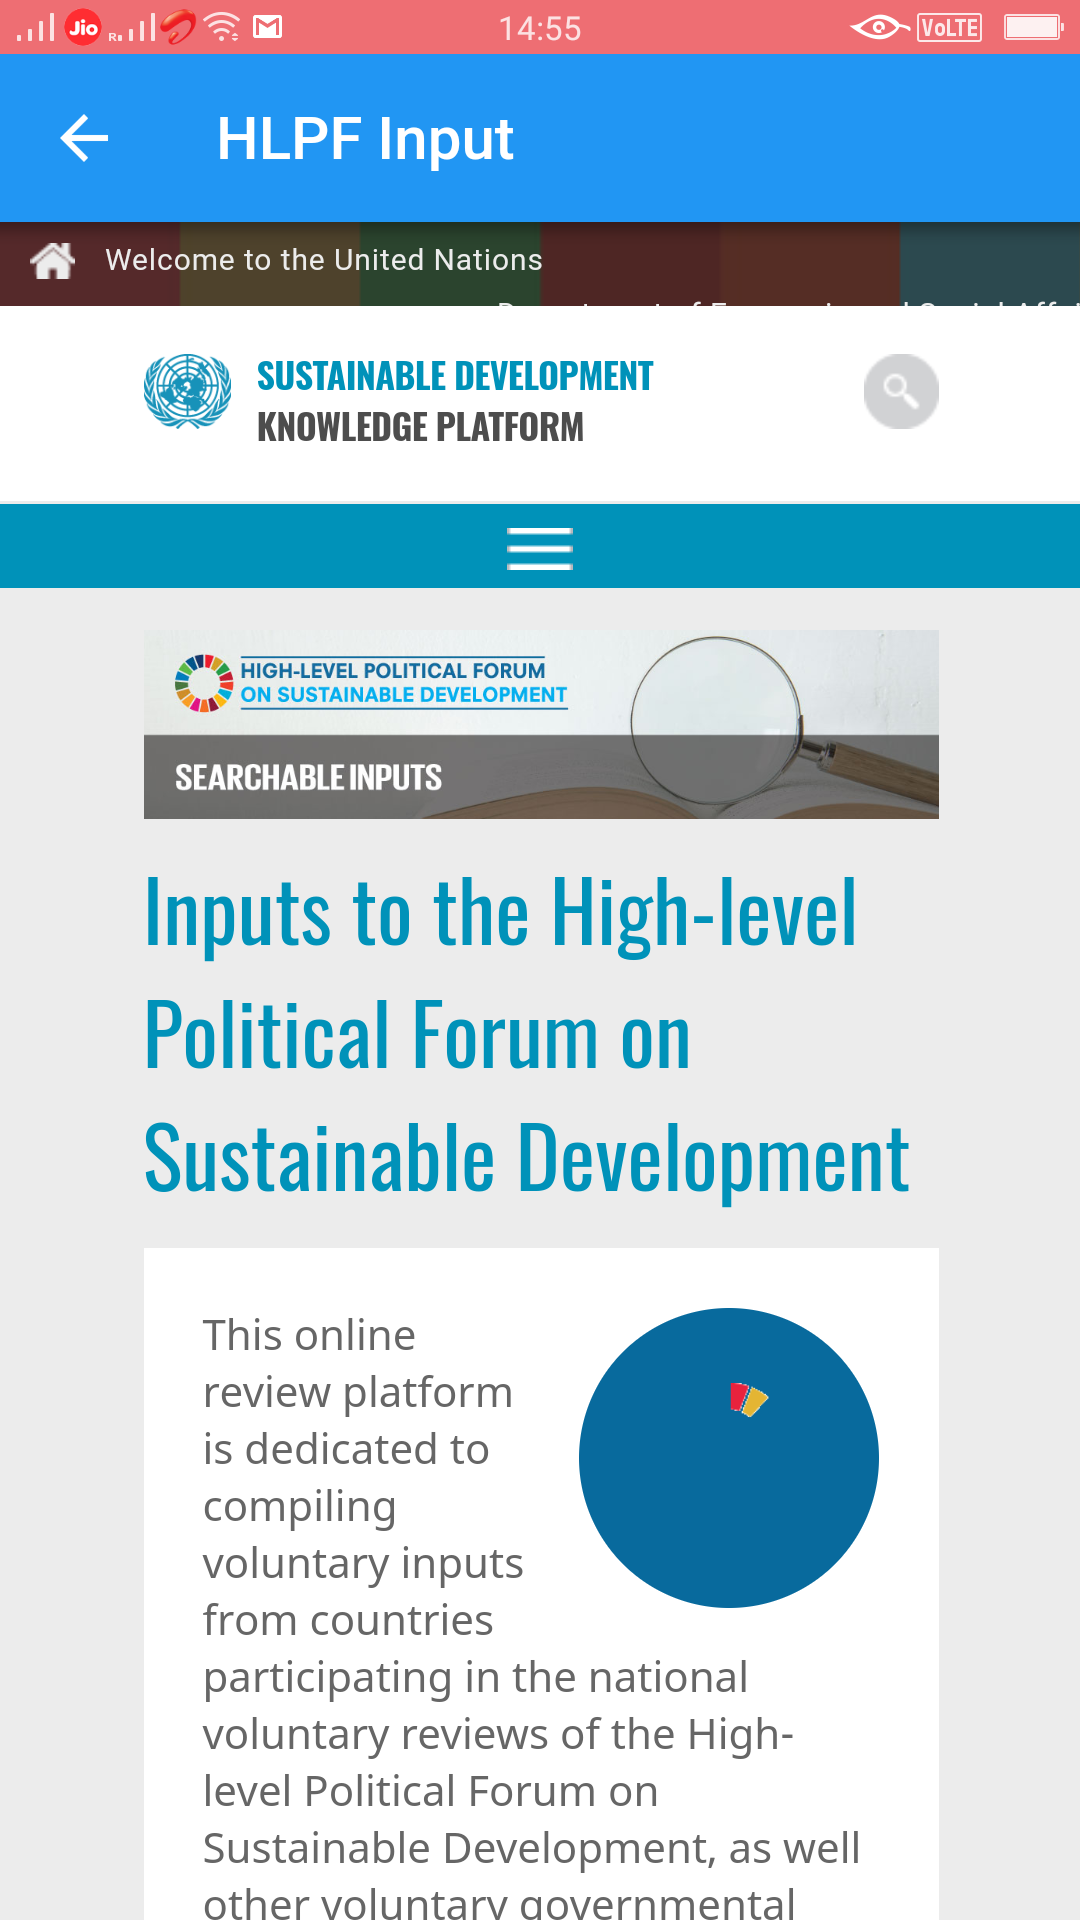 Jio R 14:55 VoLTE
HLPF Input
Welcome to the United Nations
SUSTAINABLE DEVELOPMENT
KNOWLEDGE PLATFORM
HIGH-LEVEL POLITICAL FORUM
ON SUSTAINABLE DEVELOPMENT
SEARCHABLE INPUTS
Inputs to the High-level
Political Forum on
Sustainable Development
This online
review platform
is dedicated to
compiling
voluntary inputs
from countries
participating in the national
voluntary reviews of the High-
level Political Forum on
Sustainable Development, as well
other voluntary governmental